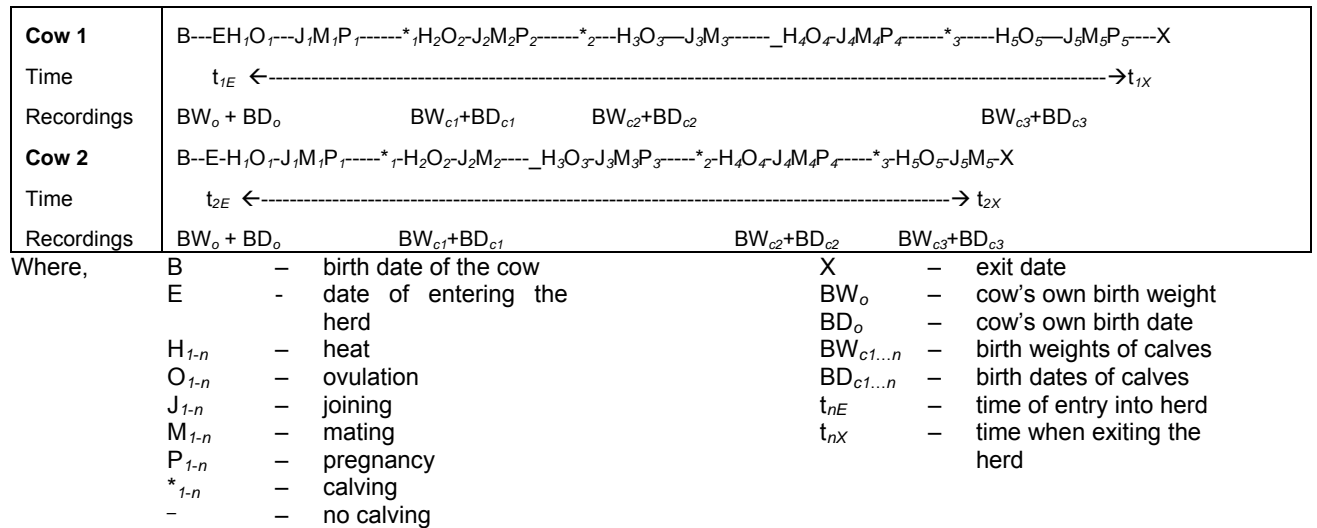 Cow 1 B---EH1O1---J1M1P1------*1H2O2-J2M2P2------*2---H3O3—J3M3------_H4O4-J4M4P4------*3-----H5O5—J5M5P5----X
Time t1E ←----------------------------------------------------------------------------------------------------------------------→t1X
Recordings BWo + BDo BWc1+BDc1 BWc2+BDc2 BWc3+BDc3
Cow 2 B--E-H1O1-J1M1P1-----*1-H2O2-J2M2----_H3O3-J3M3P3-----*2-H4O4-J4M4P4-----*3-H5O5-J5M5-X
Time t2E ←-------------------------------------------------------------------------------------------------→ t2X
Recordings BWo + BDo BWc1+BDc1 BWc2+BDc2 BWc3+BDc3
Where, B – birth date of the cow X – exit date
E - date of entering the BWo – cow's own birth weight
herd BDo – cow's own birth date
H1-n – heat BWc1...n – birth weights of calves
O1-n – ovulation BDc1...n – birth dates of calves
J1-n – joining tnE – time of entry into herd
M1-n – mating tnX – time when exiting the
P1-n – pregnancy herd
*1-n – calving
_ – no calving